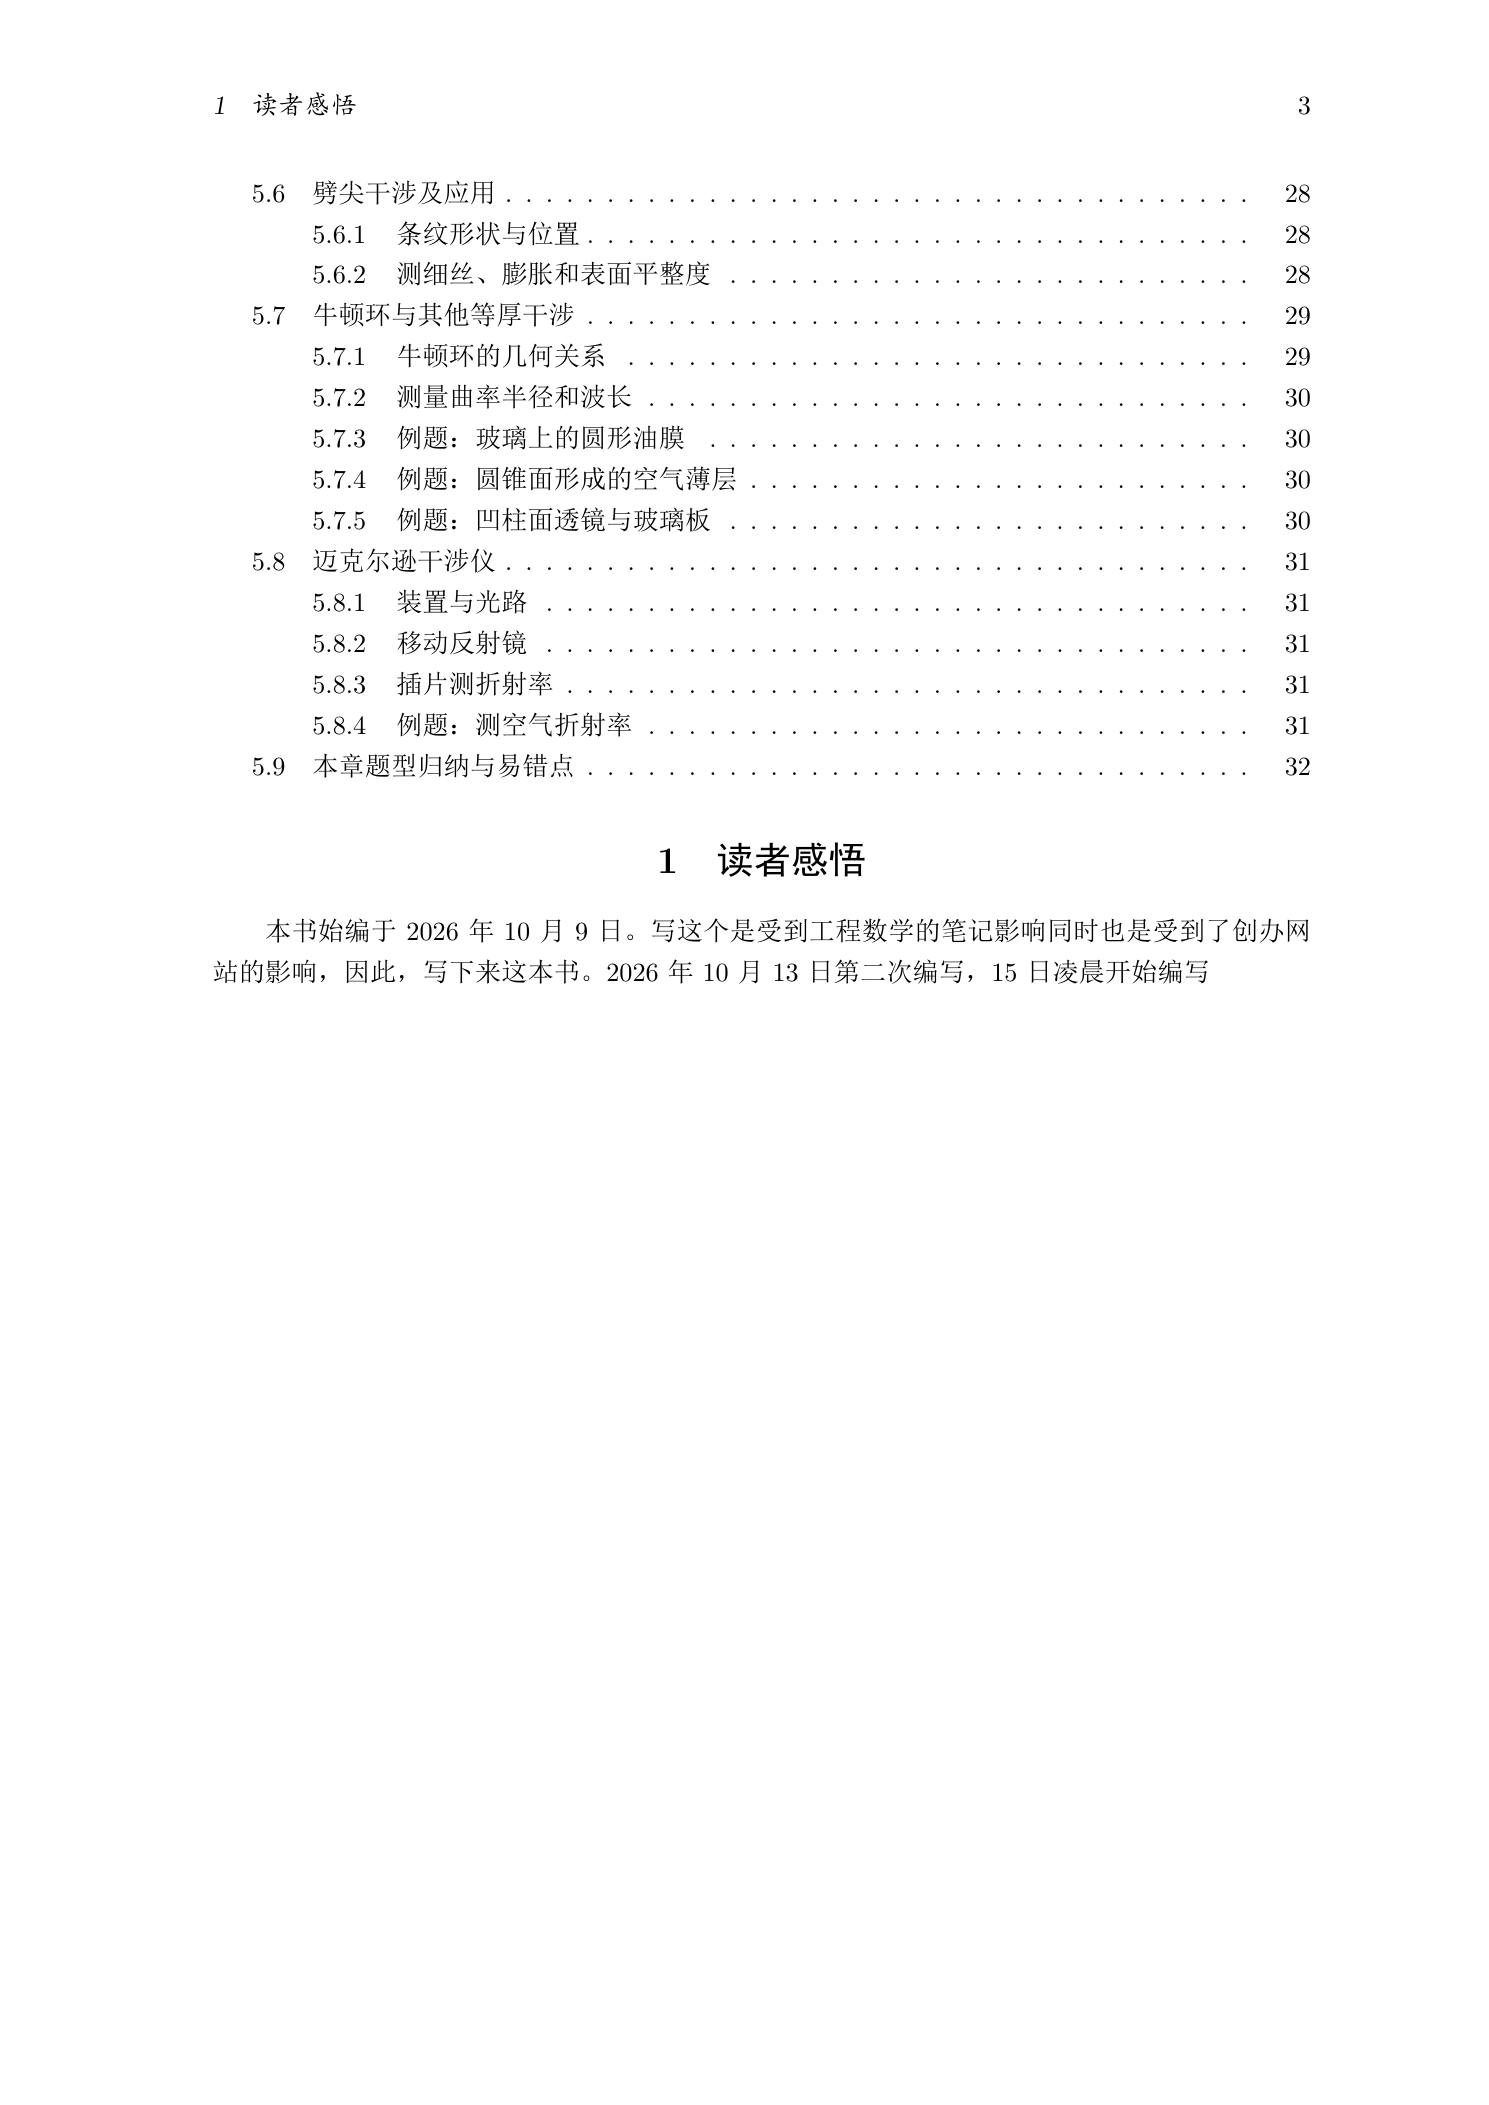 1 读者感悟 3
5.6 劈尖干涉及应用 . . . . . . . . . . . . . . . . . . . . . . . . . . . . . . . . . . . . . 28
5.6.1 条纹形状与位置 . . . . . . . . . . . . . . . . . . . . . . . . . . . . . . . . . 28
5.6.2 测细丝、膨胀和表面平整度 . . . . . . . . . . . . . . . . . . . . . . . . . . 28
5.7 牛顿环与其他等厚干涉 . . . . . . . . . . . . . . . . . . . . . . . . . . . . . . . . . 29
5.7.1 牛顿环的几何关系 . . . . . . . . . . . . . . . . . . . . . . . . . . . . . . . 29
5.7.2 测量曲率半径和波长 . . . . . . . . . . . . . . . . . . . . . . . . . . . . . . 30
5.7.3 例题：玻璃上的圆形油膜 . . . . . . . . . . . . . . . . . . . . . . . . . . . 30
5.7.4 例题：圆锥面形成的空气薄层 . . . . . . . . . . . . . . . . . . . . . . . . . 30
5.7.5 例题：凹柱面透镜与玻璃板 . . . . . . . . . . . . . . . . . . . . . . . . . . 30
5.8 迈克尔逊干涉仪 . . . . . . . . . . . . . . . . . . . . . . . . . . . . . . . . . . . . . 31
5.8.1 装置与光路 . . . . . . . . . . . . . . . . . . . . . . . . . . . . . . . . . . . 31
5.8.2 移动反射镜 . . . . . . . . . . . . . . . . . . . . . . . . . . . . . . . . . . . 31
5.8.3 插片测折射率 . . . . . . . . . . . . . . . . . . . . . . . . . . . . . . . . . . 31
5.8.4 例题：测空气折射率 . . . . . . . . . . . . . . . . . . . . . . . . . . . . . . 31
5.9 本章题型归纳与易错点 . . . . . . . . . . . . . . . . . . . . . . . . . . . . . . . . . 32
1 读者感悟
本书始编于 2026 年 10 月 9 日。写这个是受到工程数学的笔记影响同时也是受到了创办网
站的影响，因此，写下来这本书。2026 年 10 月 13 日第二次编写，15 日凌晨开始编写